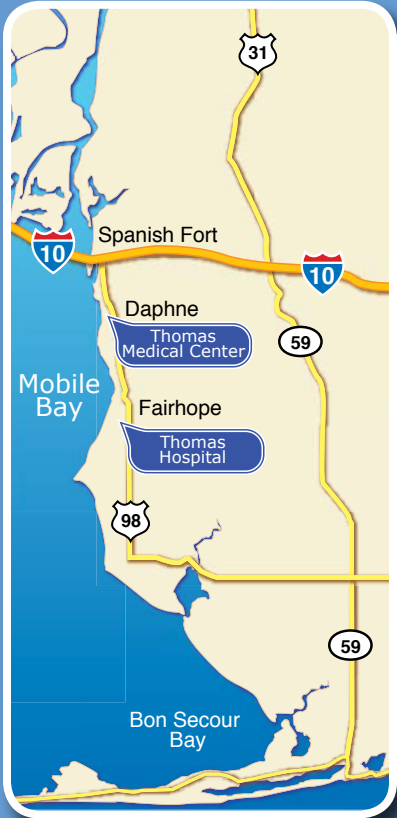 31
Spanish Fort
10
10
Daphne
Thomas
Medical Center
59
Mobile
Bay
Fairhope
Thomas
Hospital
98
59
Bon Secour
Bay